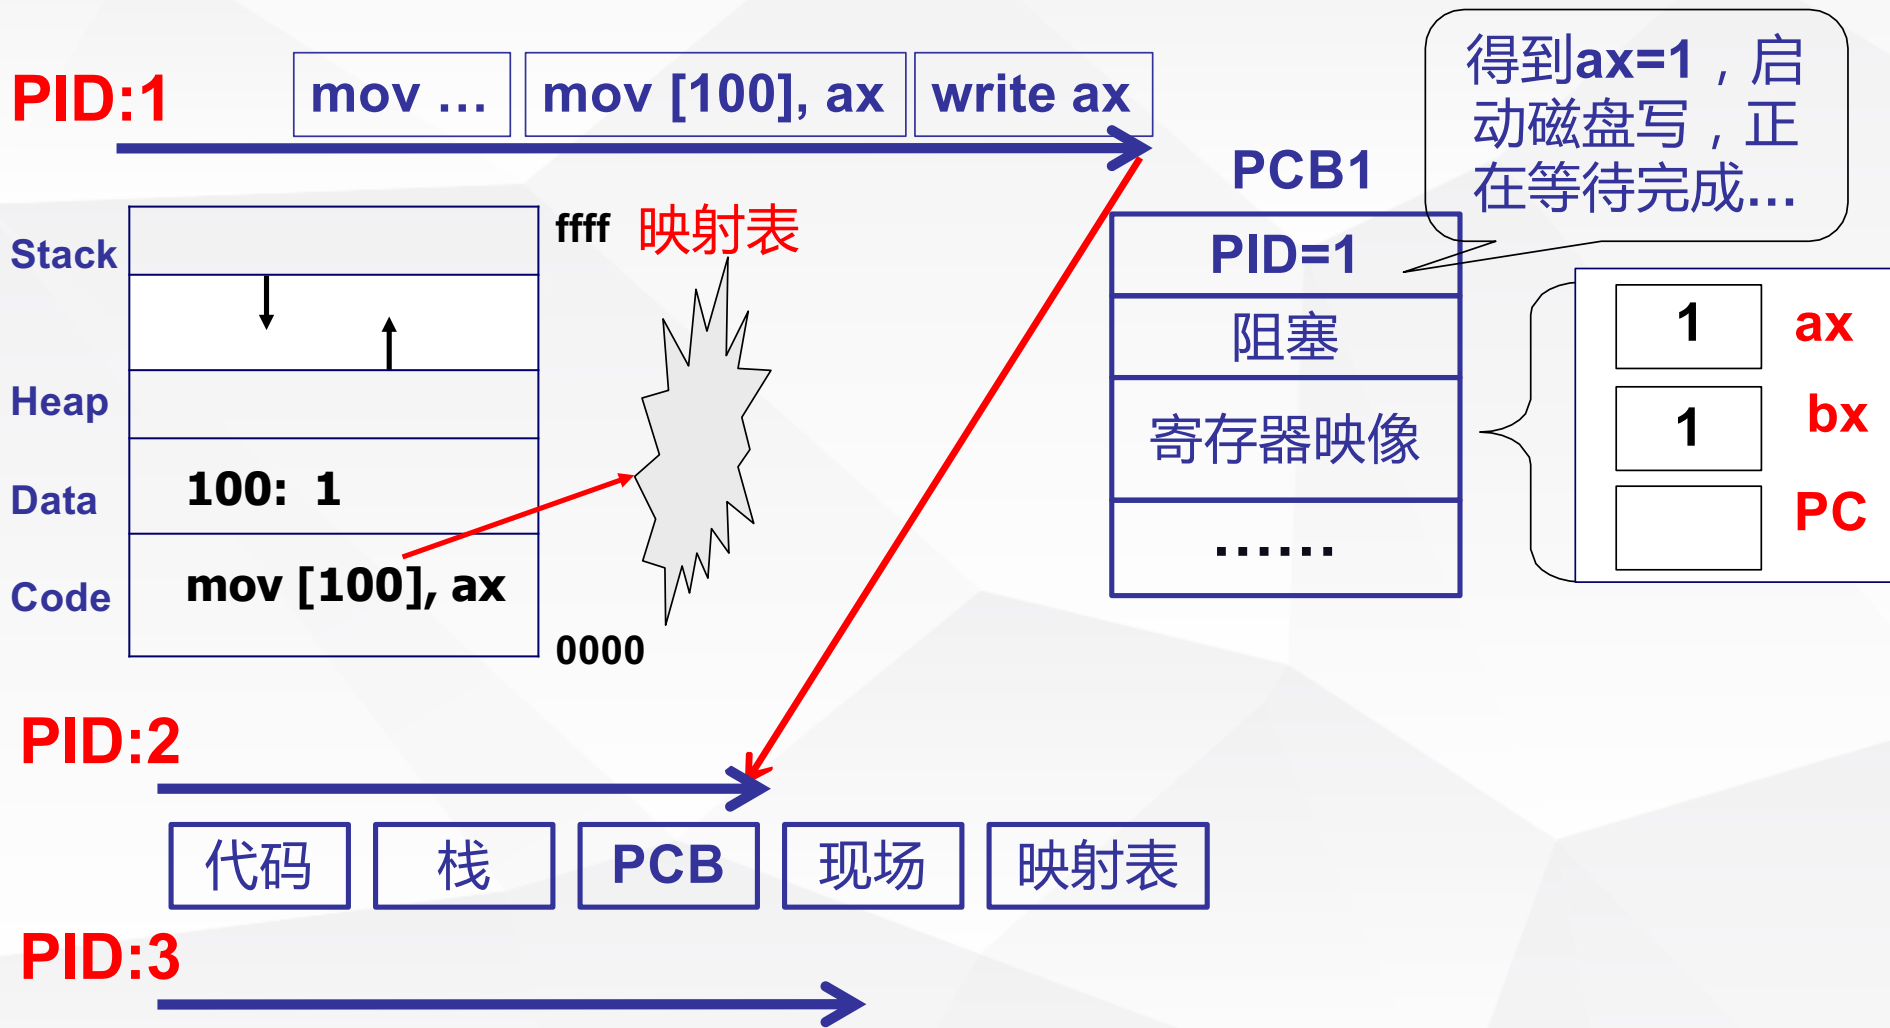 PID:1
mov …
mov [100], ax
write ax
得到ax=1，启
动磁盘写，正
在等待完成…
PCB1
PID=1
阻塞
寄存器映像
……
1
ax
1
bx
PC
Stack
ffff
映射表
Heap
Data
100: 1
Code
mov [100], ax
0000
PID:2
代码
栈
PCB
现场
映射表
PID:3